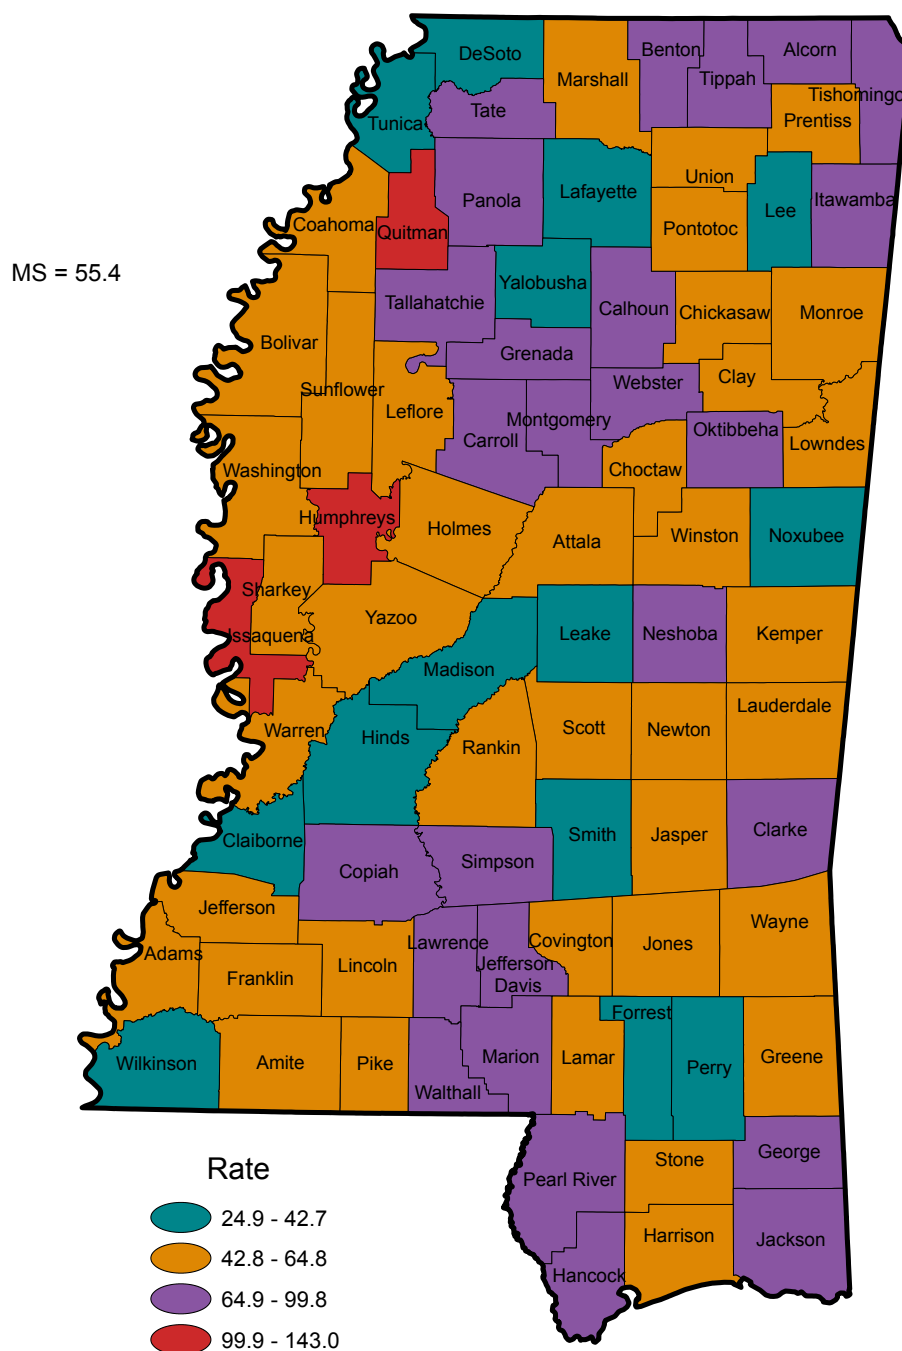 DeSoto
Benton
Alcorn
Marshall
Tippah
Tishomingo
Tate
Tunica
Prentiss
Union
Panola
Lafayette
Lee
Itawamba
Coahoma
Quitman
Pontotoc
MS = 55.4
Yalobusha
Tallahatchie
Calhoun
Chickasaw
Monroe
Bolivar
Grenada
Sunflower
Webster
Clay
Leflore
Montgomery
Oktibbeha
Carroll
Lowndes
Washington
Choctaw
Humphreys
Holmes
Attala
Winston
Noxubee
Sharkey
Yazoo
Issaquena
Leake
Neshoba
Kemper
Madison
Lauderdale
Warren
Hinds
Rankin
Scott
Newton
Claiborne
Smith
Jasper
Clarke
Copiah
Simpson
Jefferson
Wayne
Lawrence
Covington
Jones
Adams
Franklin
Lincoln
Jefferson
Davis
Forrest
Wilkinson
Amite
Pike
Marion
Lamar
Perry
Greene
Walthall
Stone
George
Pearl River
Harrison
Jackson
Hancock
Rate
24.9 - 42.7
42.8 - 64.8
64.9 - 99.8
99.9 - 143.0